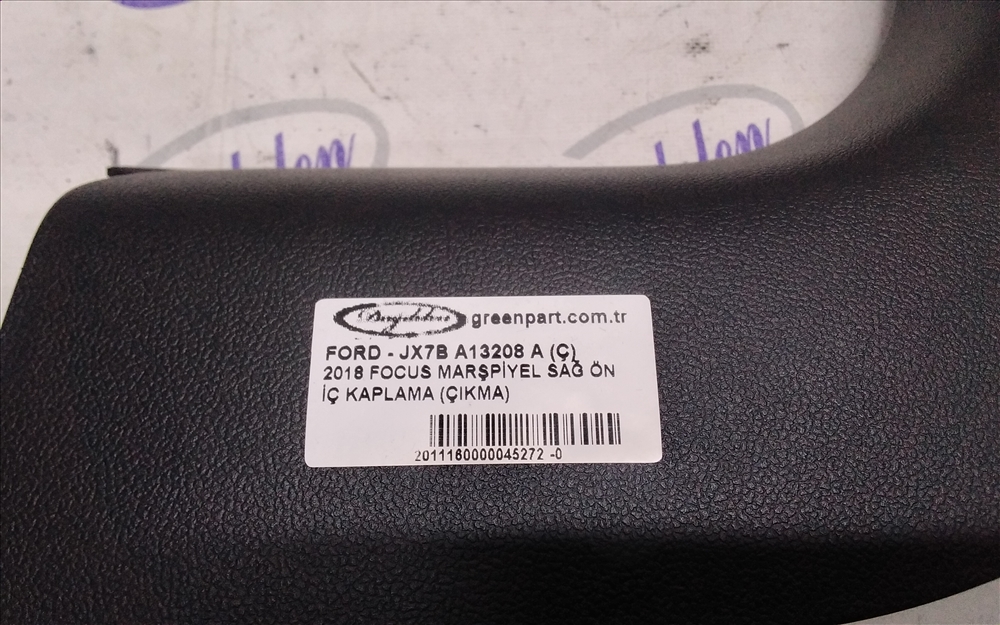 greenpart.com.tr
FORD - JX7B A13208 A (Ç)
2018 FOCUS MARŞPİYEL SAĞ ÖN
İÇ KAPLAMA (ÇIKMA)
2011160000045272 -0